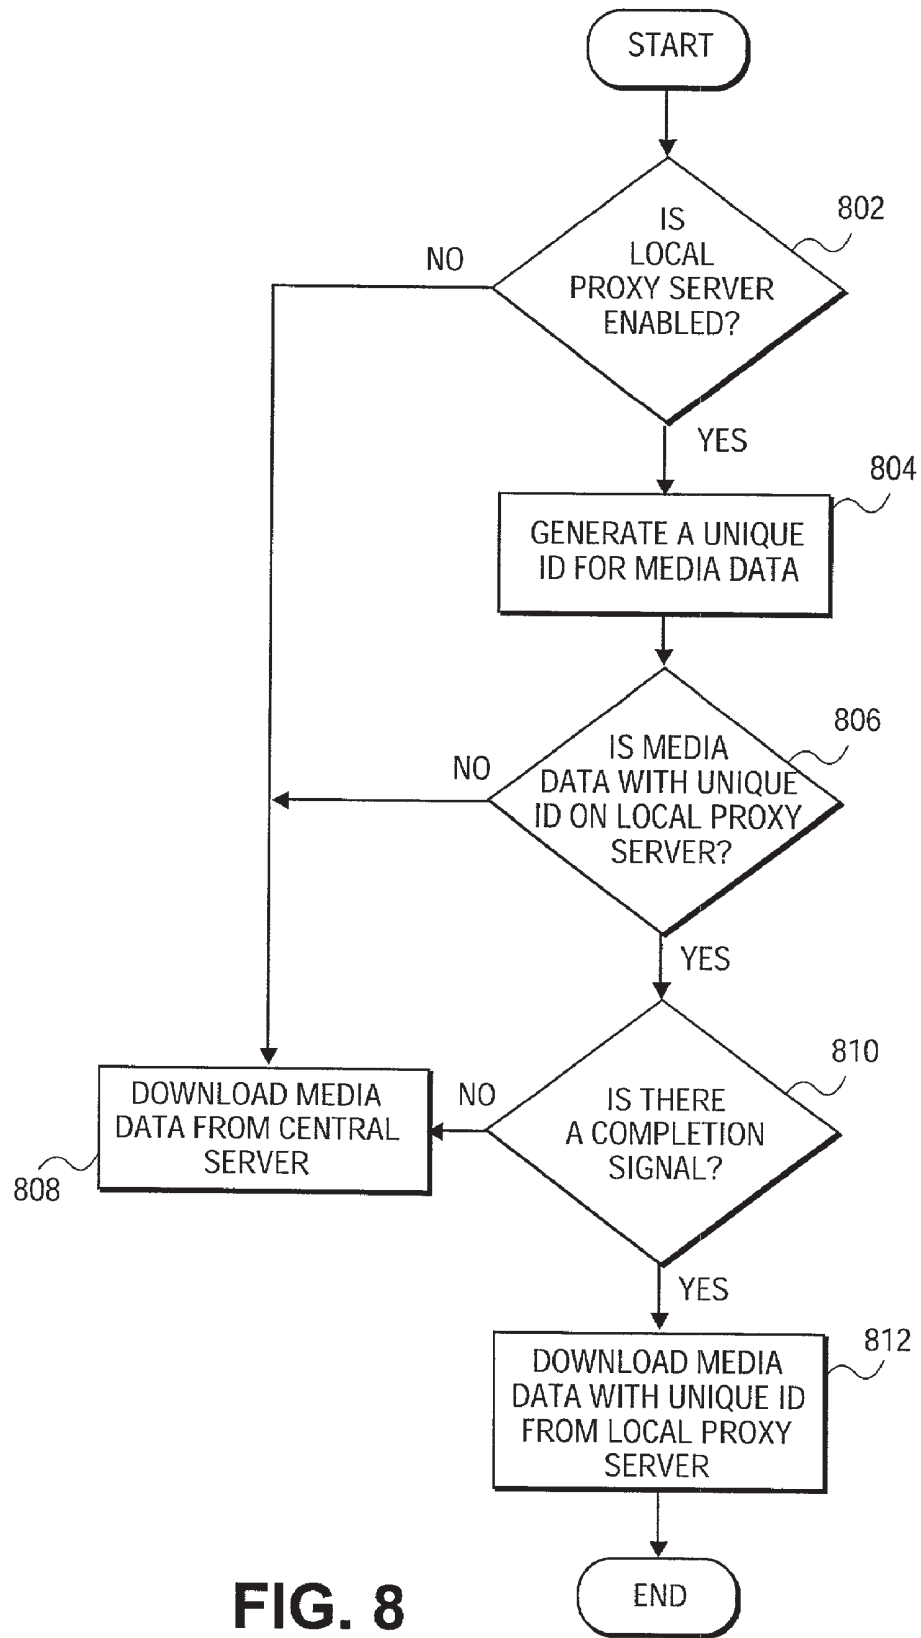 START
IS
LOCAL
PROXY SERVER
ENABLED?
802
NO
YES
804
GENERATE A UNIQUE
ID FOR MEDIA DATA
806
IS MEDIA
DATA WITH UNIQUE
ID ON LOCAL PROXY
SERVER?
NO
YES
810
IS THERE
A COMPLETION
SIGNAL?
NO
DOWNLOAD MEDIA
DATA FROM CENTRAL
SERVER
808
YES
812
DOWNLOAD MEDIA
DATA WITH UNIQUE ID
FROM LOCAL PROXY
SERVER
END
FIG. 8